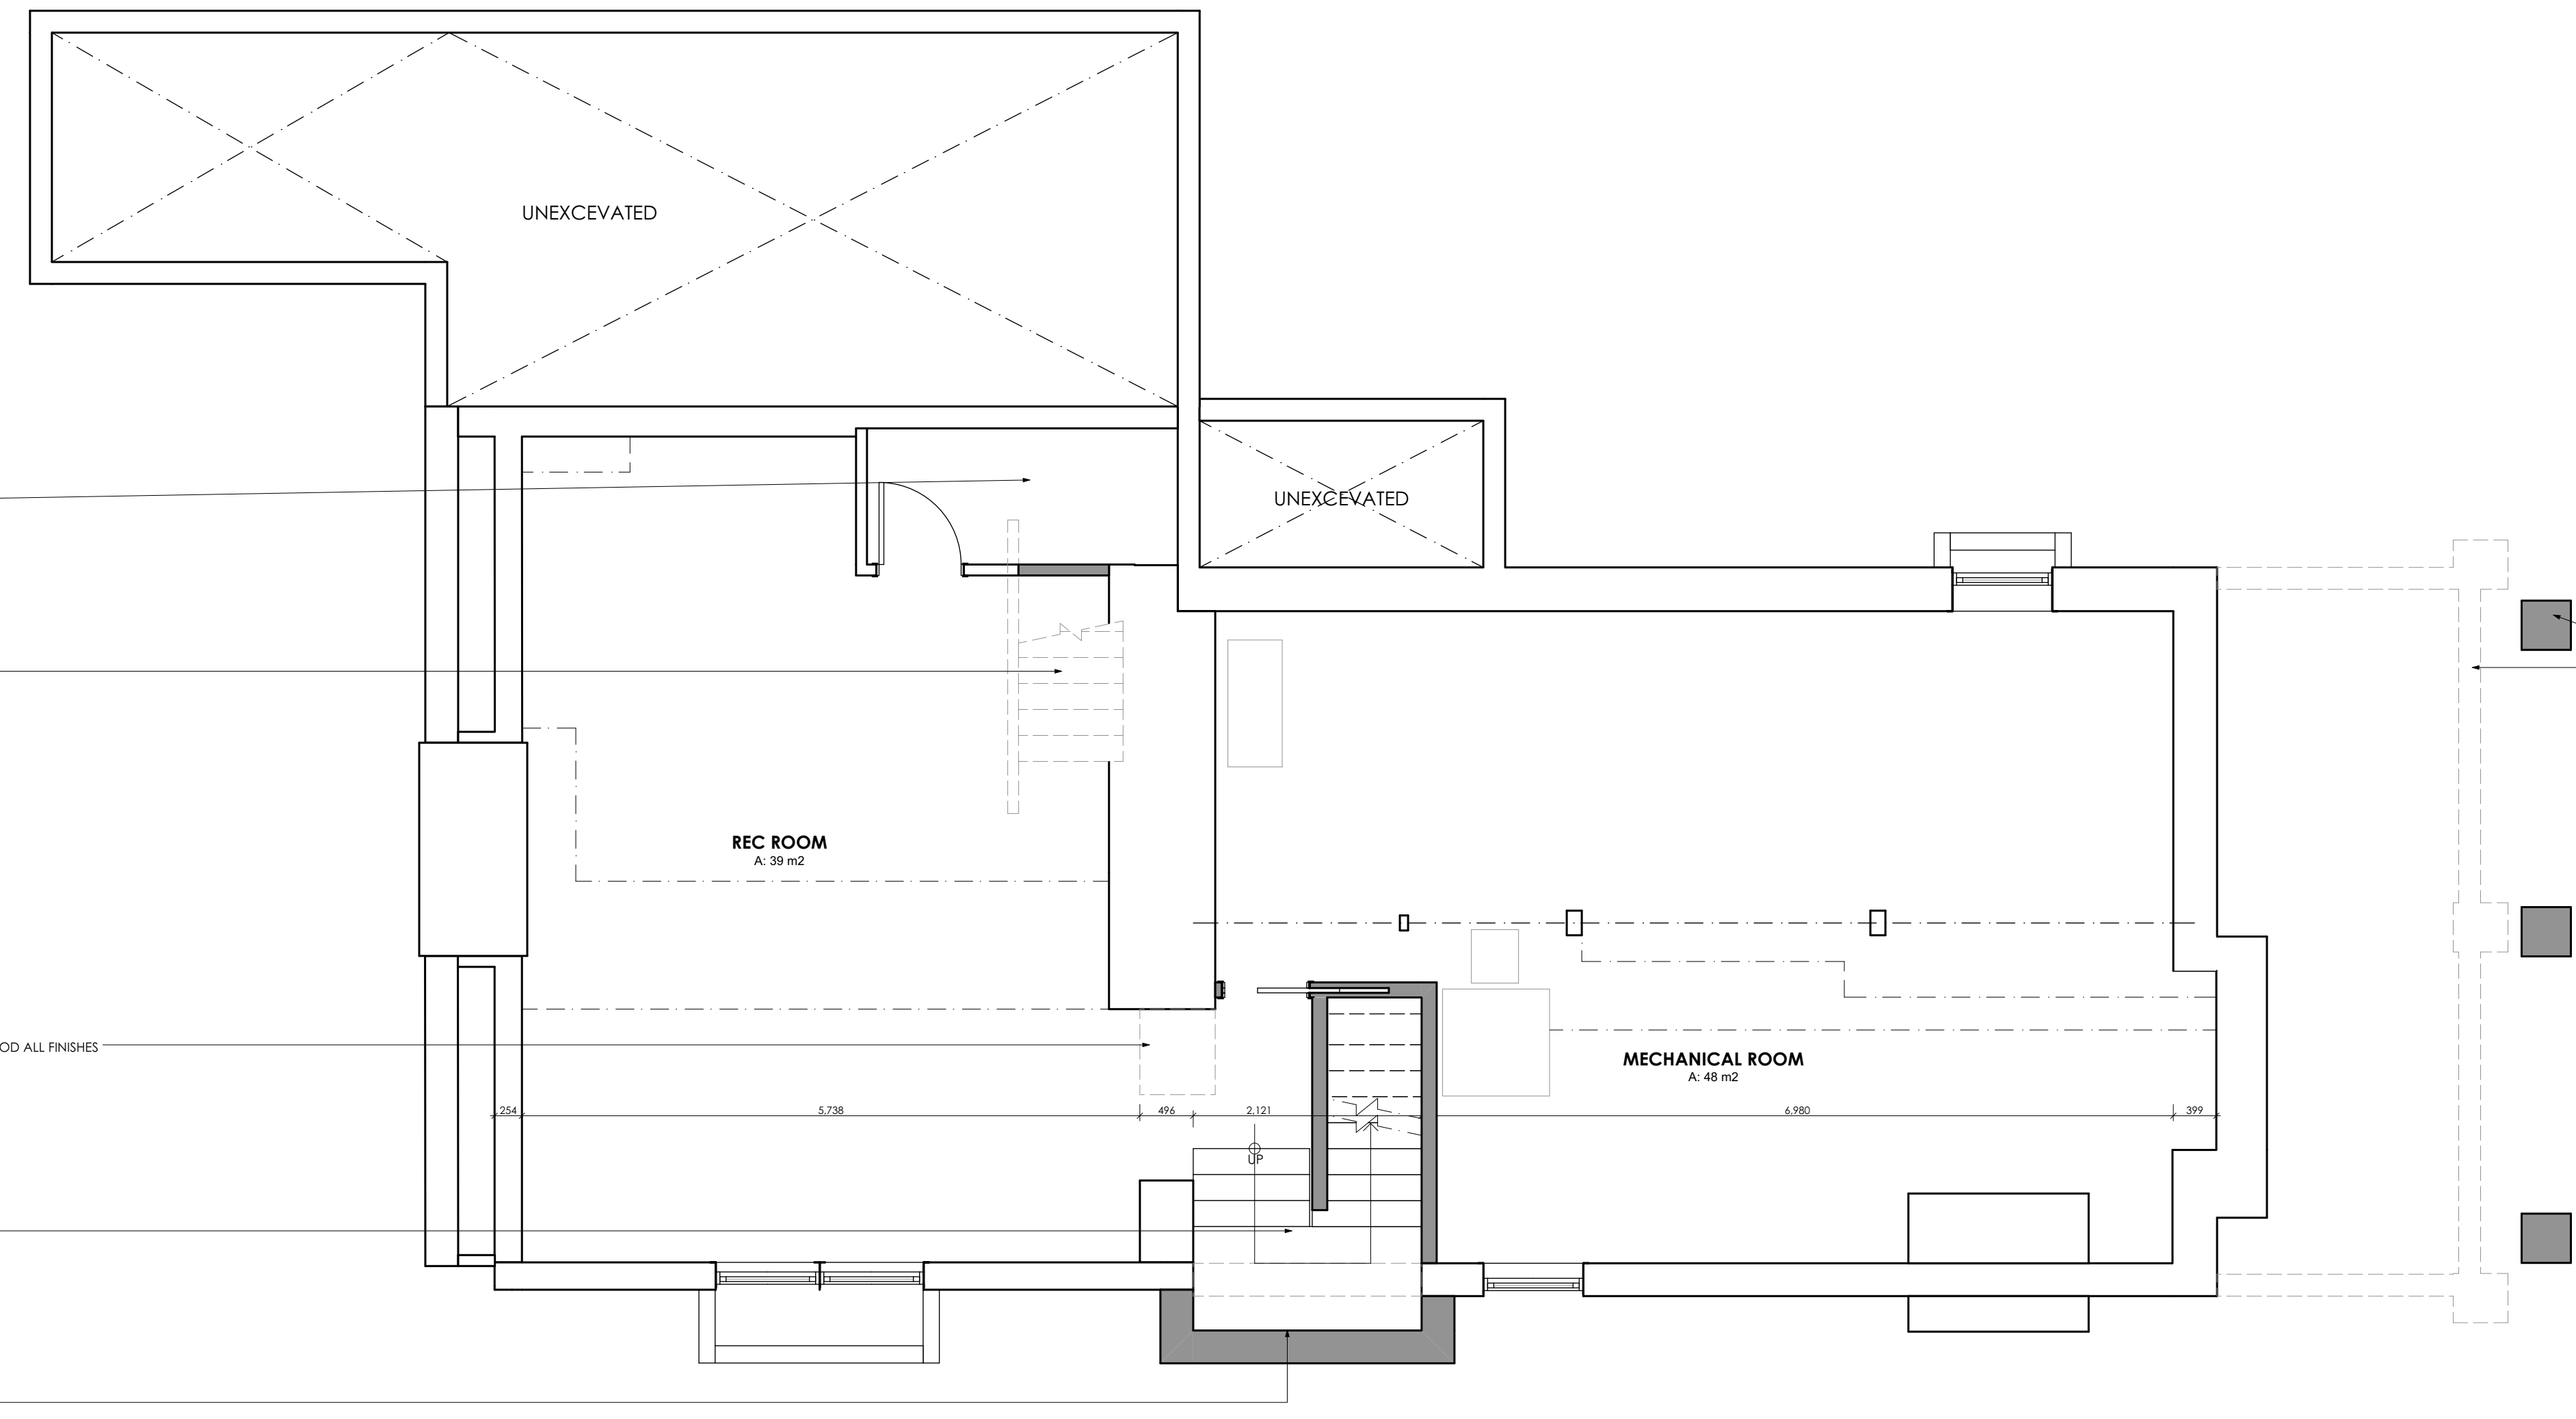 UNEXCEVATED
UNEXCEVATED
REC ROOM
A: 39 m2
OD ALL FINISHES
MECHANICAL ROOM
A: 48 m2
254
5,738
496
2,121
6,980
399
UP